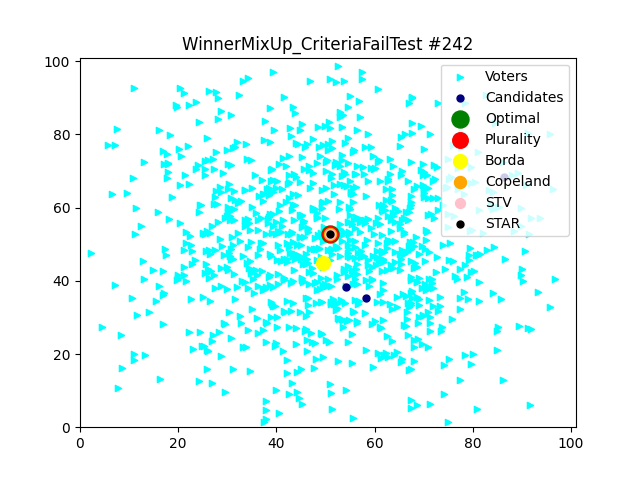 WinnerMixUp_CriteriaFailTest #242
100
80
60
40
20
0
0 20 40 60 80 100
Voters
Candidates
Optimal
Plurality
Borda
Copeland
STV
STAR